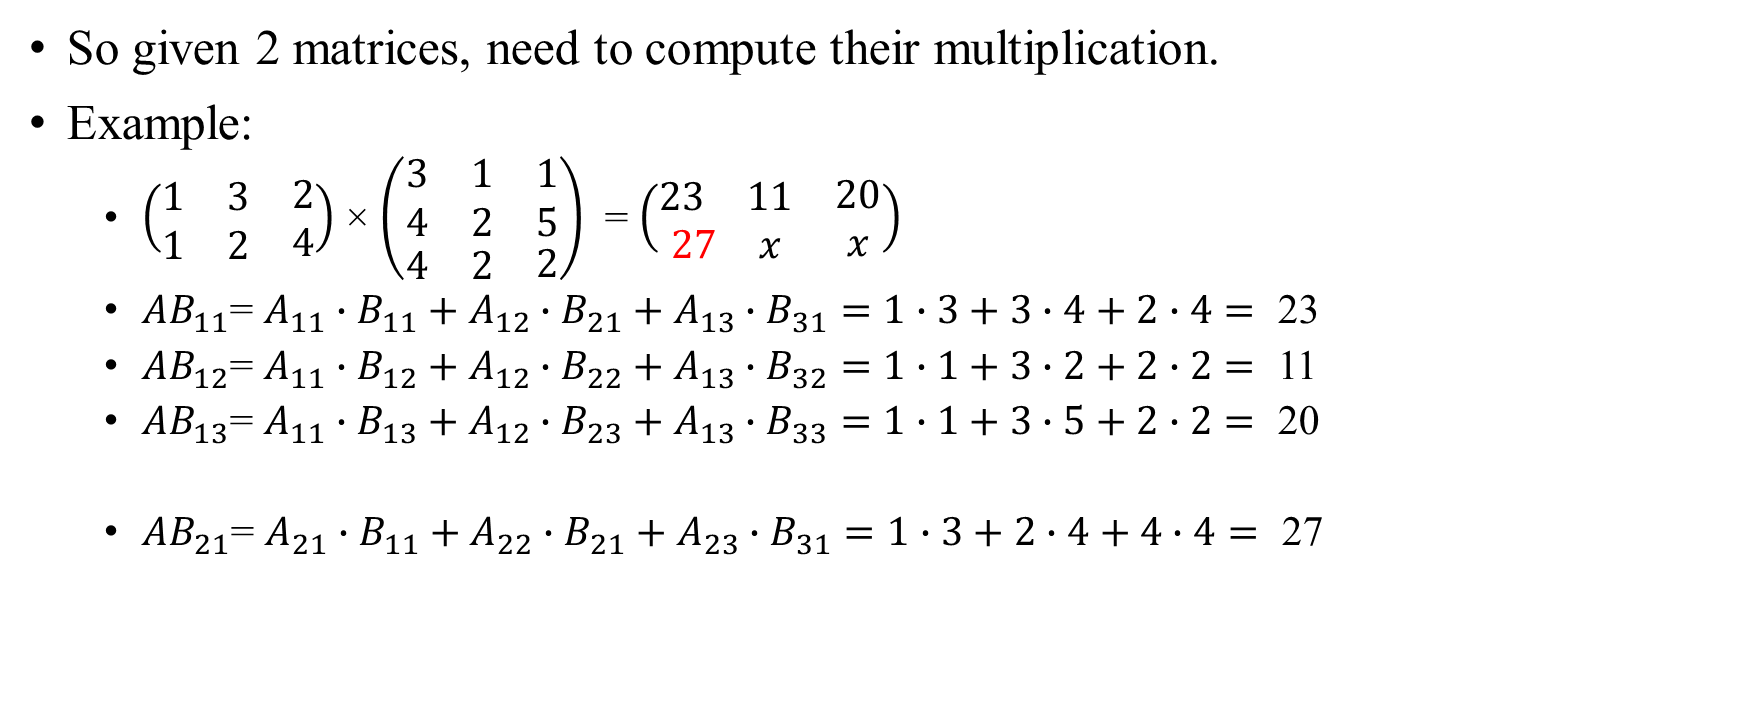 • So given 2 matrices, need to compute their multiplication.
• Example:
• (1 3 2; 1 2 4) × (3 1 1; 4 2 5; 4 2 2) = (23 11 20; 27 x x)
• AB₁₁= A₁₁ · B₁₁ + A₁₂ · B₂₁ + A₁₃ · B₃₁ = 1 · 3 + 3 · 4 + 2 · 4 = 23
• AB₁₂= A₁₁ · B₁₂ + A₁₂ · B₂₂ + A₁₃ · B₃₂ = 1 · 1 + 3 · 2 + 2 · 2 = 11
• AB₁₃= A₁₁ · B₁₃ + A₁₂ · B₂₃ + A₁₃ · B₃₃ = 1 · 1 + 3 · 5 + 2 · 2 = 20
• AB₂₁= A₂₁ · B₁₁ + A₂₂ · B₂₁ + A₂₃ · B₃₁ = 1 · 3 + 2 · 4 + 4 · 4 = 27